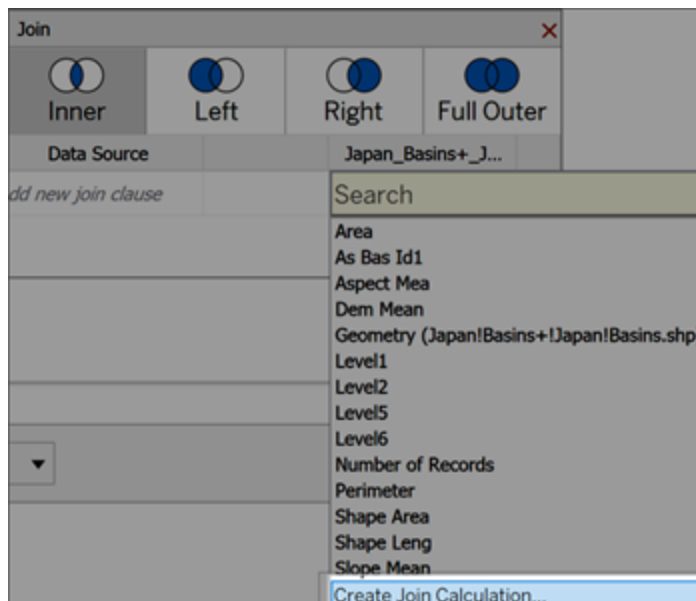 Join
Inner Left Right Full Outer
Data Source Japan_Basins+_J...
dd new join clause
Search
Area
As Bas Id1
Aspect Mea
Dem Mean
Geometry (Japan!Basins+!Japan!Basins.shp
Level1
Level2
Level5
Level6
Number of Records
Perimeter
Shape Area
Shape Leng
Slope Mean
Create Join Calculation...